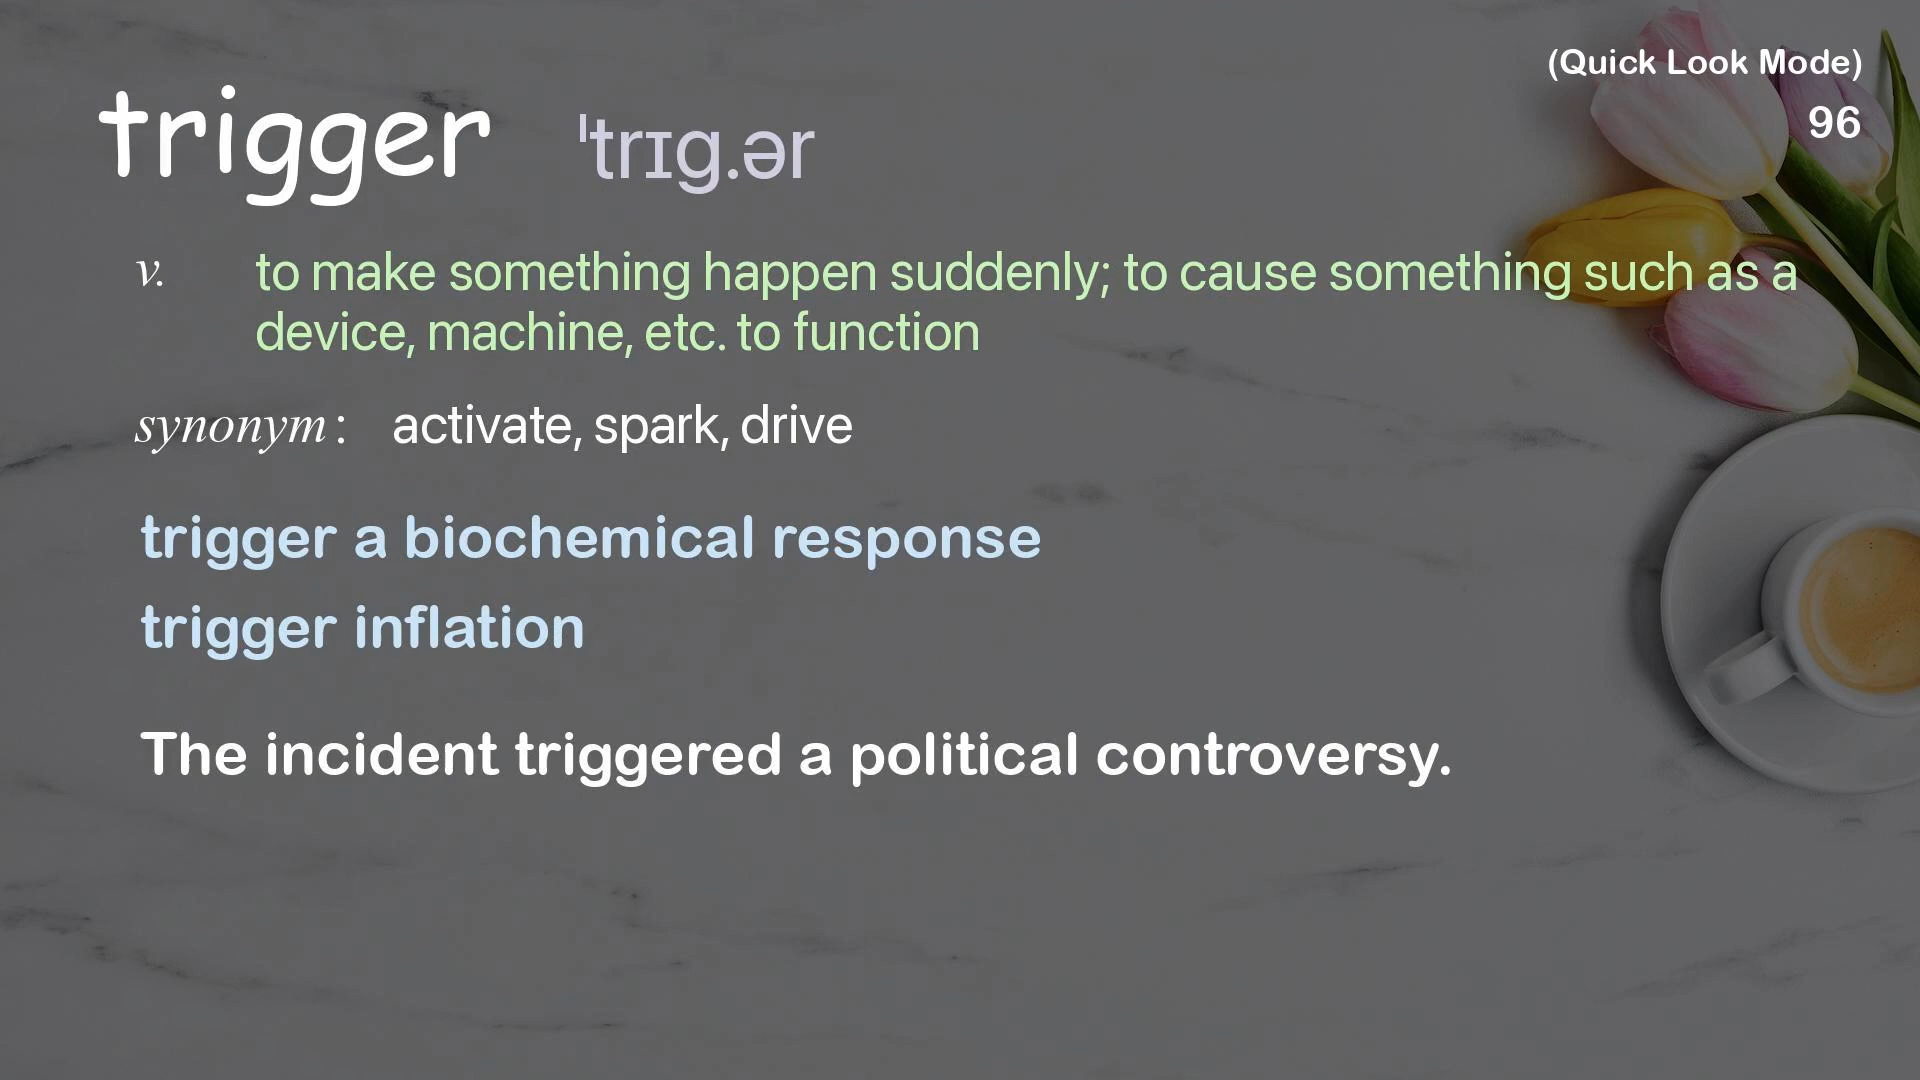 (Quick Look Mode)
96
trigger ˈtrɪɡ.ər
v. to make something happen suddenly; to cause something such as a
device, machine, etc. to function
synonym : activate, spark, drive
trigger a biochemical response
trigger inflation
The incident triggered a political controversy.